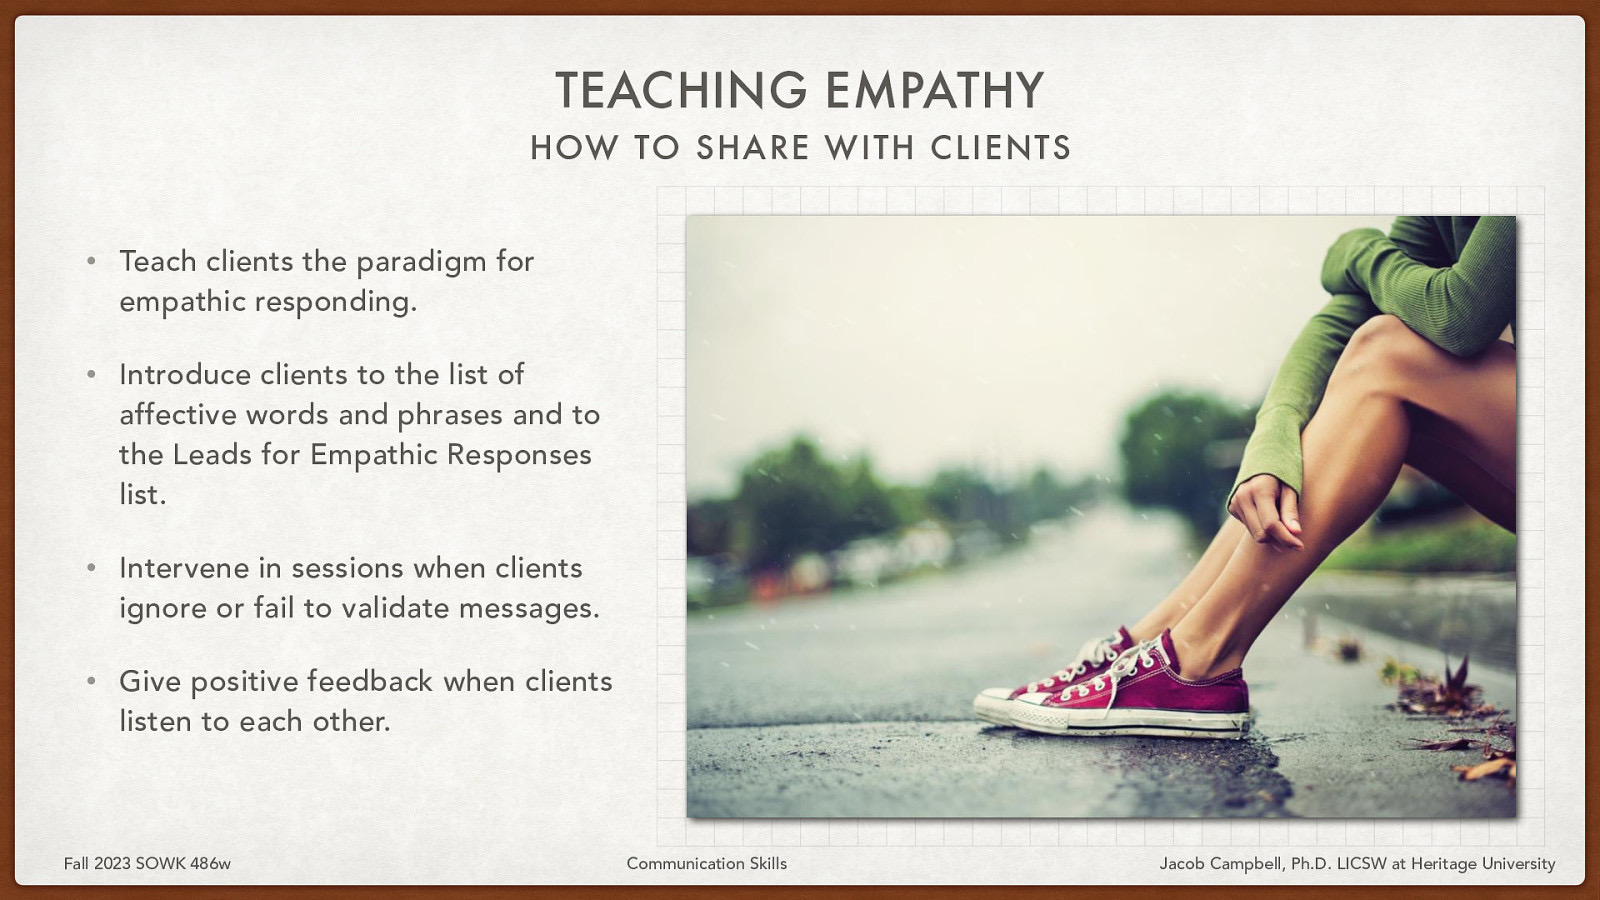 TEACHING EMPATHY
HOW TO SHARE WITH CLIENTS
• Teach clients the paradigm for
empathic responding.
• Introduce clients to the list of
affective words and phrases and to
the Leads for Empathic Responses
list.
• Intervene in sessions when clients
ignore or fail to validate messages.
• Give positive feedback when clients
listen to each other.
Fall 2023 SOWK 486w
Communication Skills
Jacob Campbell, Ph.D. LICSW at Heritage University